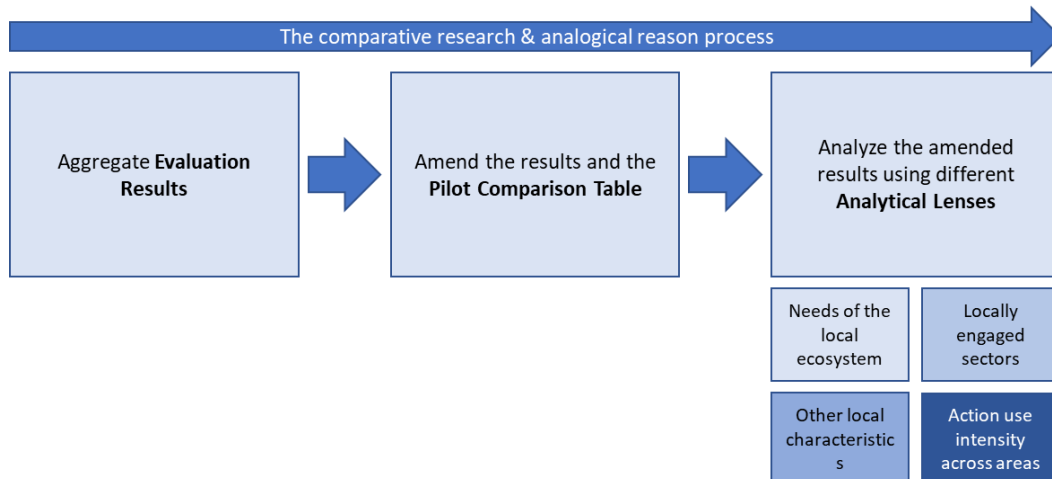 The comparative research & analogical reason process
Aggregate Evaluation
Results
Amend the results and the
Pilot Comparison Table
Analyze the amended
results using different
Analytical Lenses
Needs of the
local
ecosystem
Locally
engaged
sectors
Other local
characteristic
s
Action use
intensity
across areas